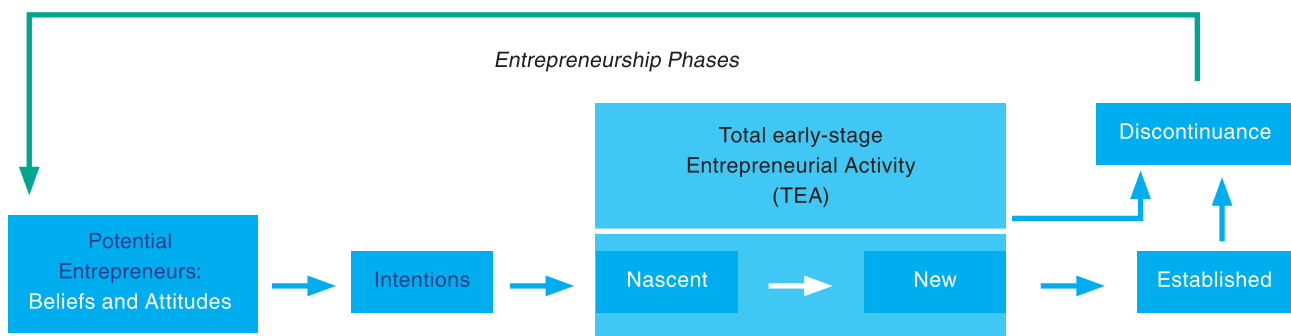 Entrepreneurship Phases
Total early-stage
Entrepreneurial Activity
(TEA)
Discontinuance
Potential
Entrepreneurs:
Beliefs and Attitudes
Intentions
Nascent
New
Established